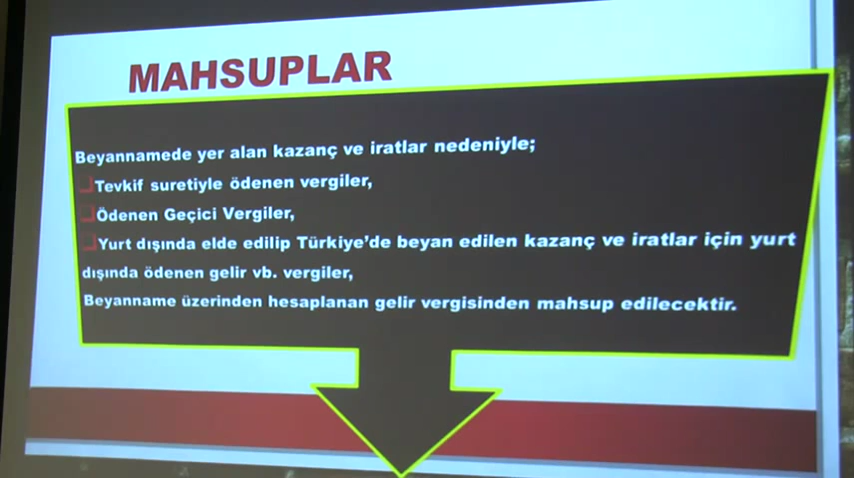 MAHSUPLAR
Beyannamede yer alan kazanç ve iratlar nedeniyle;
Tevkif suretiyle ödenen vergiler,
Ödenen Geçici Vergiler,
Yurt dışında elde edilip Türkiye'de beyan edilen kazanç ve iratlar için yurt
dışında ödenen gelir vb. vergiler,
Beyanname üzerinden hesaplanan gelir vergisinden mahsup edilecektir.